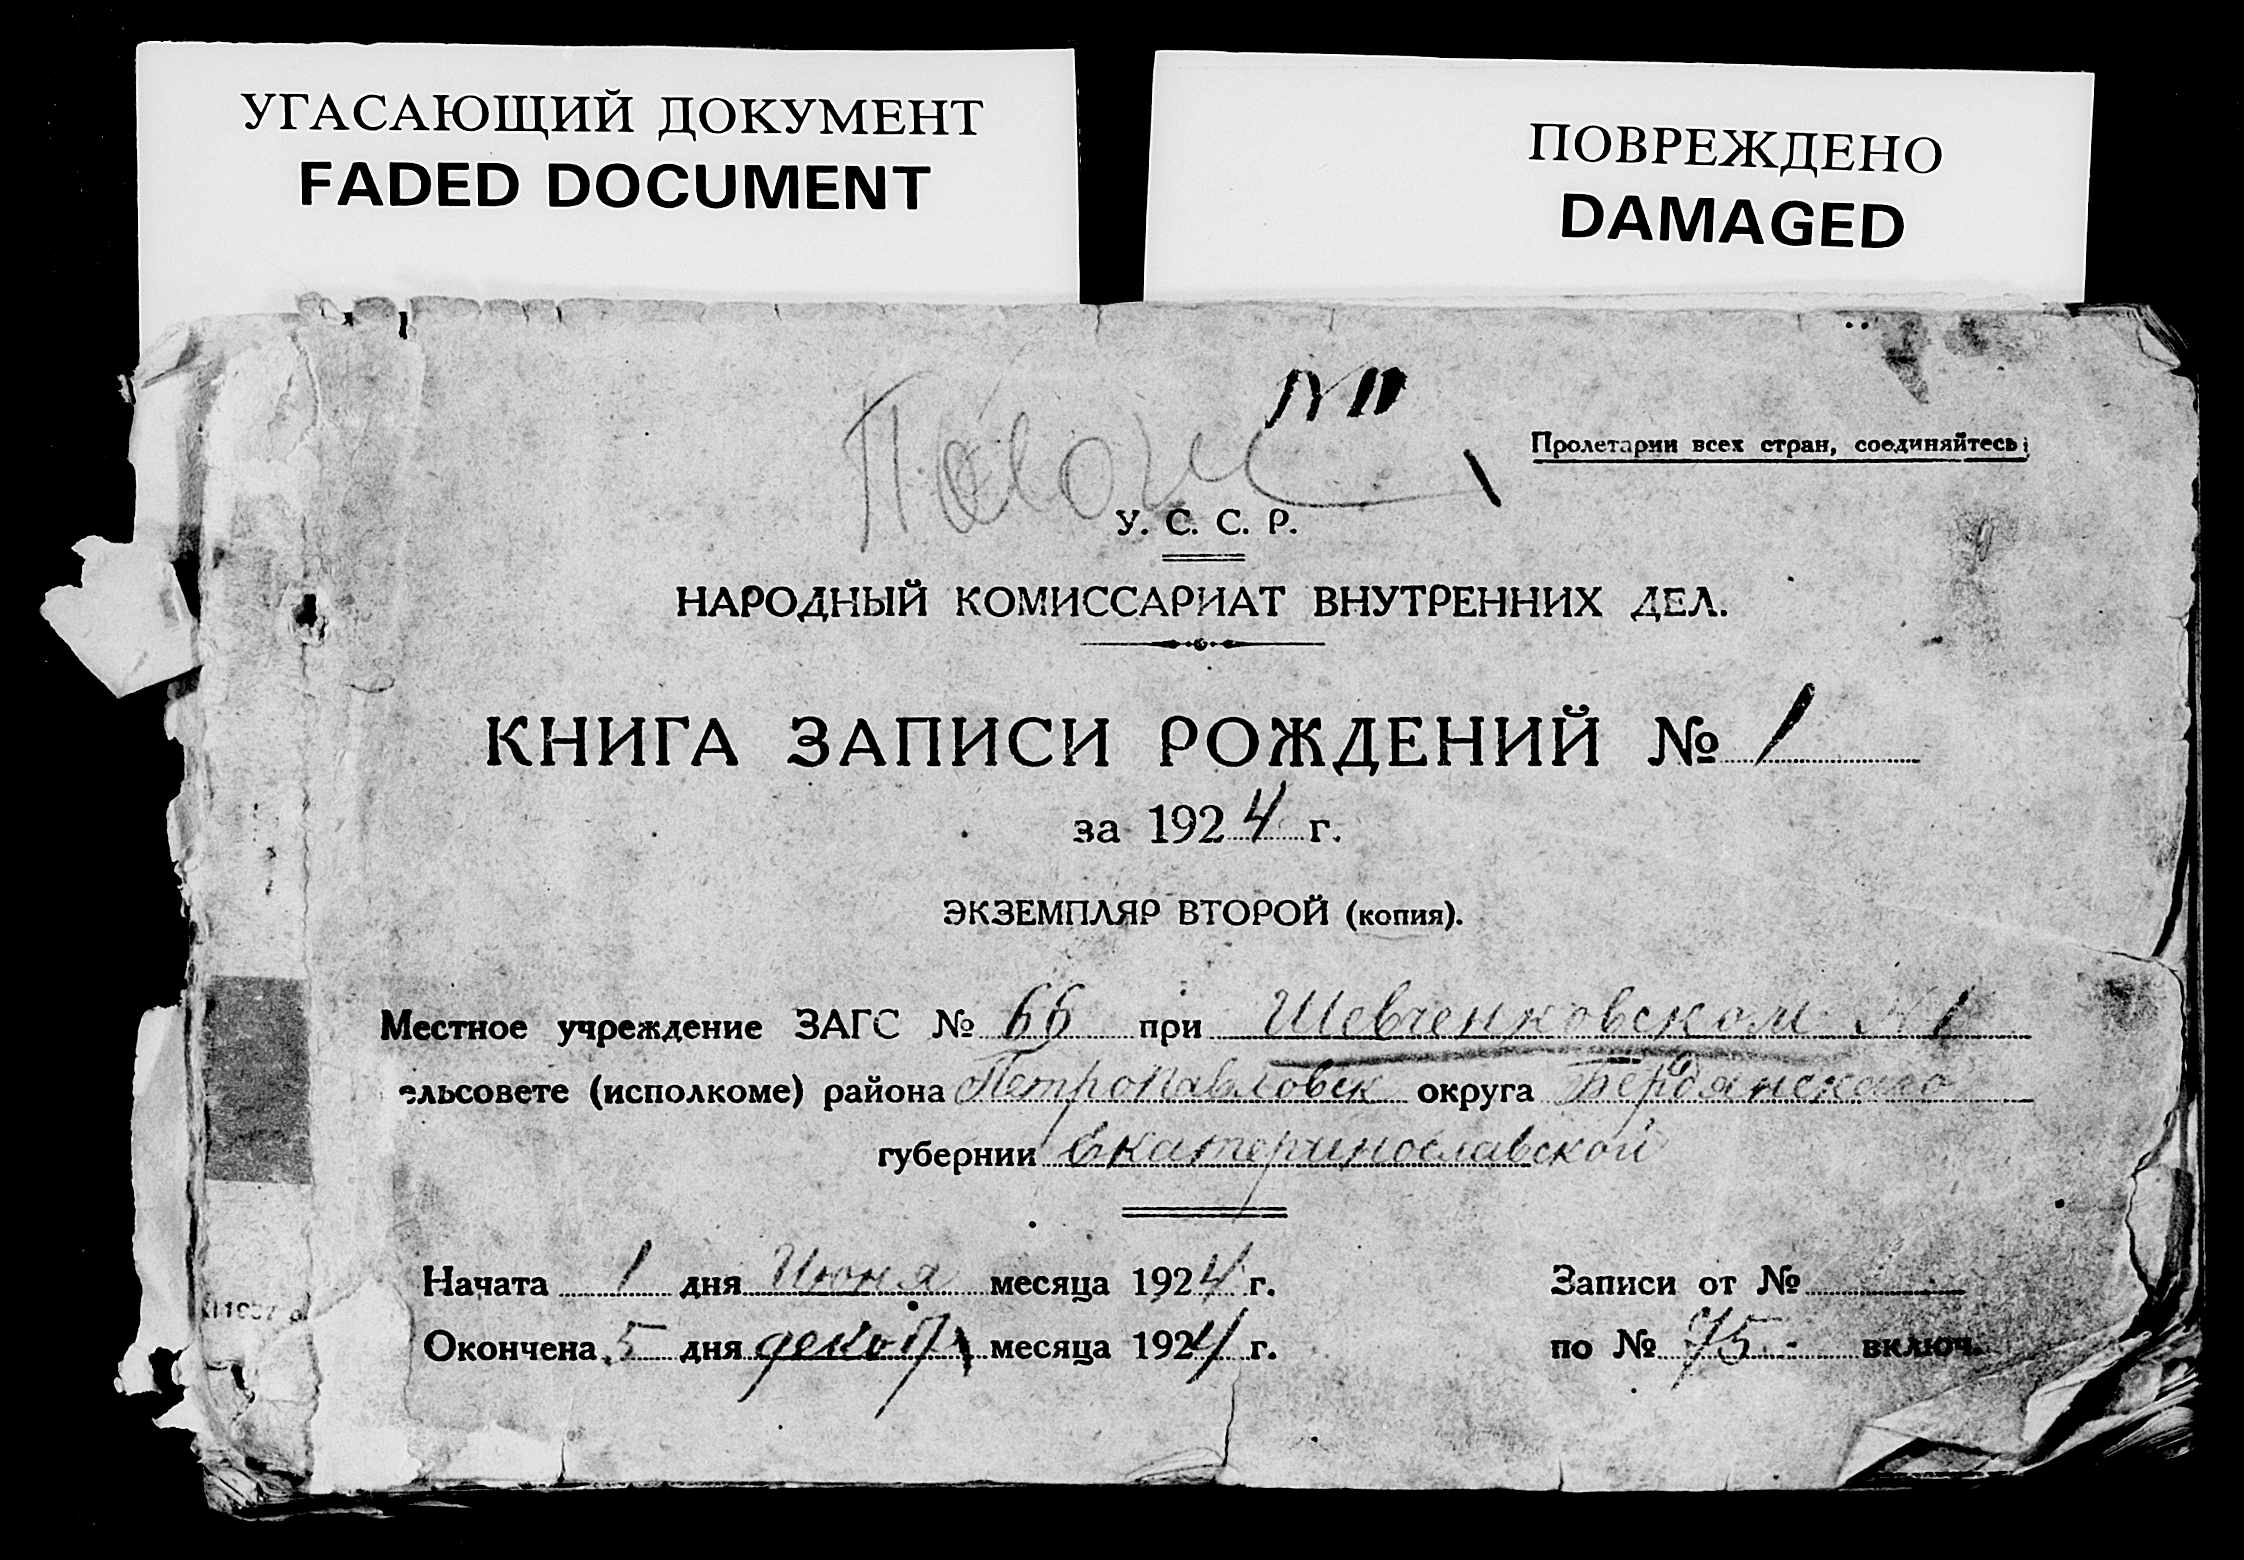 УГАСАЮЩИЙ ДОКУМЕНТ
FADED DOCUMENT
ПОВРЕЖДЕНО
DAMAGED
Пролетарии всех стран, соединяйтесь!
У. С. С. Р.
НАРОДНЫЙ КОМИССАРИАТ ВНУТРЕННИХ ДЕЛ.
КНИГА ЗАПИСИ РОЖДЕНИЙ № 1
за 1924 г.
ЭКЗЕМПЛЯР ВТОРОЙ (копия).
Местное учреждение ЗАГС № 66 при Шевченковском №1
ельсовете (исполкоме) района Петропавловск округа Бердянского
губернии Екатеринославской
Начата 1 дня Июня месяца 1924 г.
Записи от №
Окончена 5 дня месяца 1924 г.
по № 75 включ.